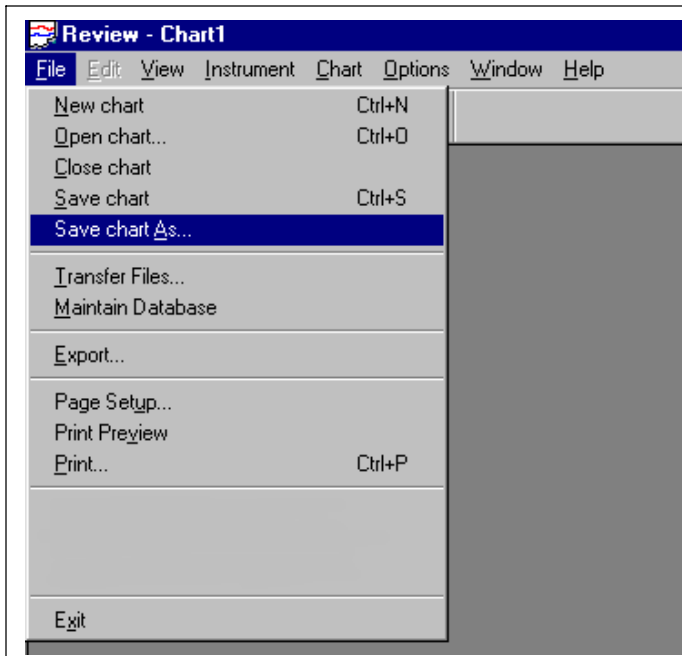 Review - Chart1
File Edit View Instrument Chart Options Window Help
New chart Ctrl+N
Open chart... Ctrl+O
Close chart
Save chart Ctrl+S
Save chart As...
Transfer Files...
Maintain Database
Export...
Page Setup...
Print Preview
Print... Ctrl+P
Exit